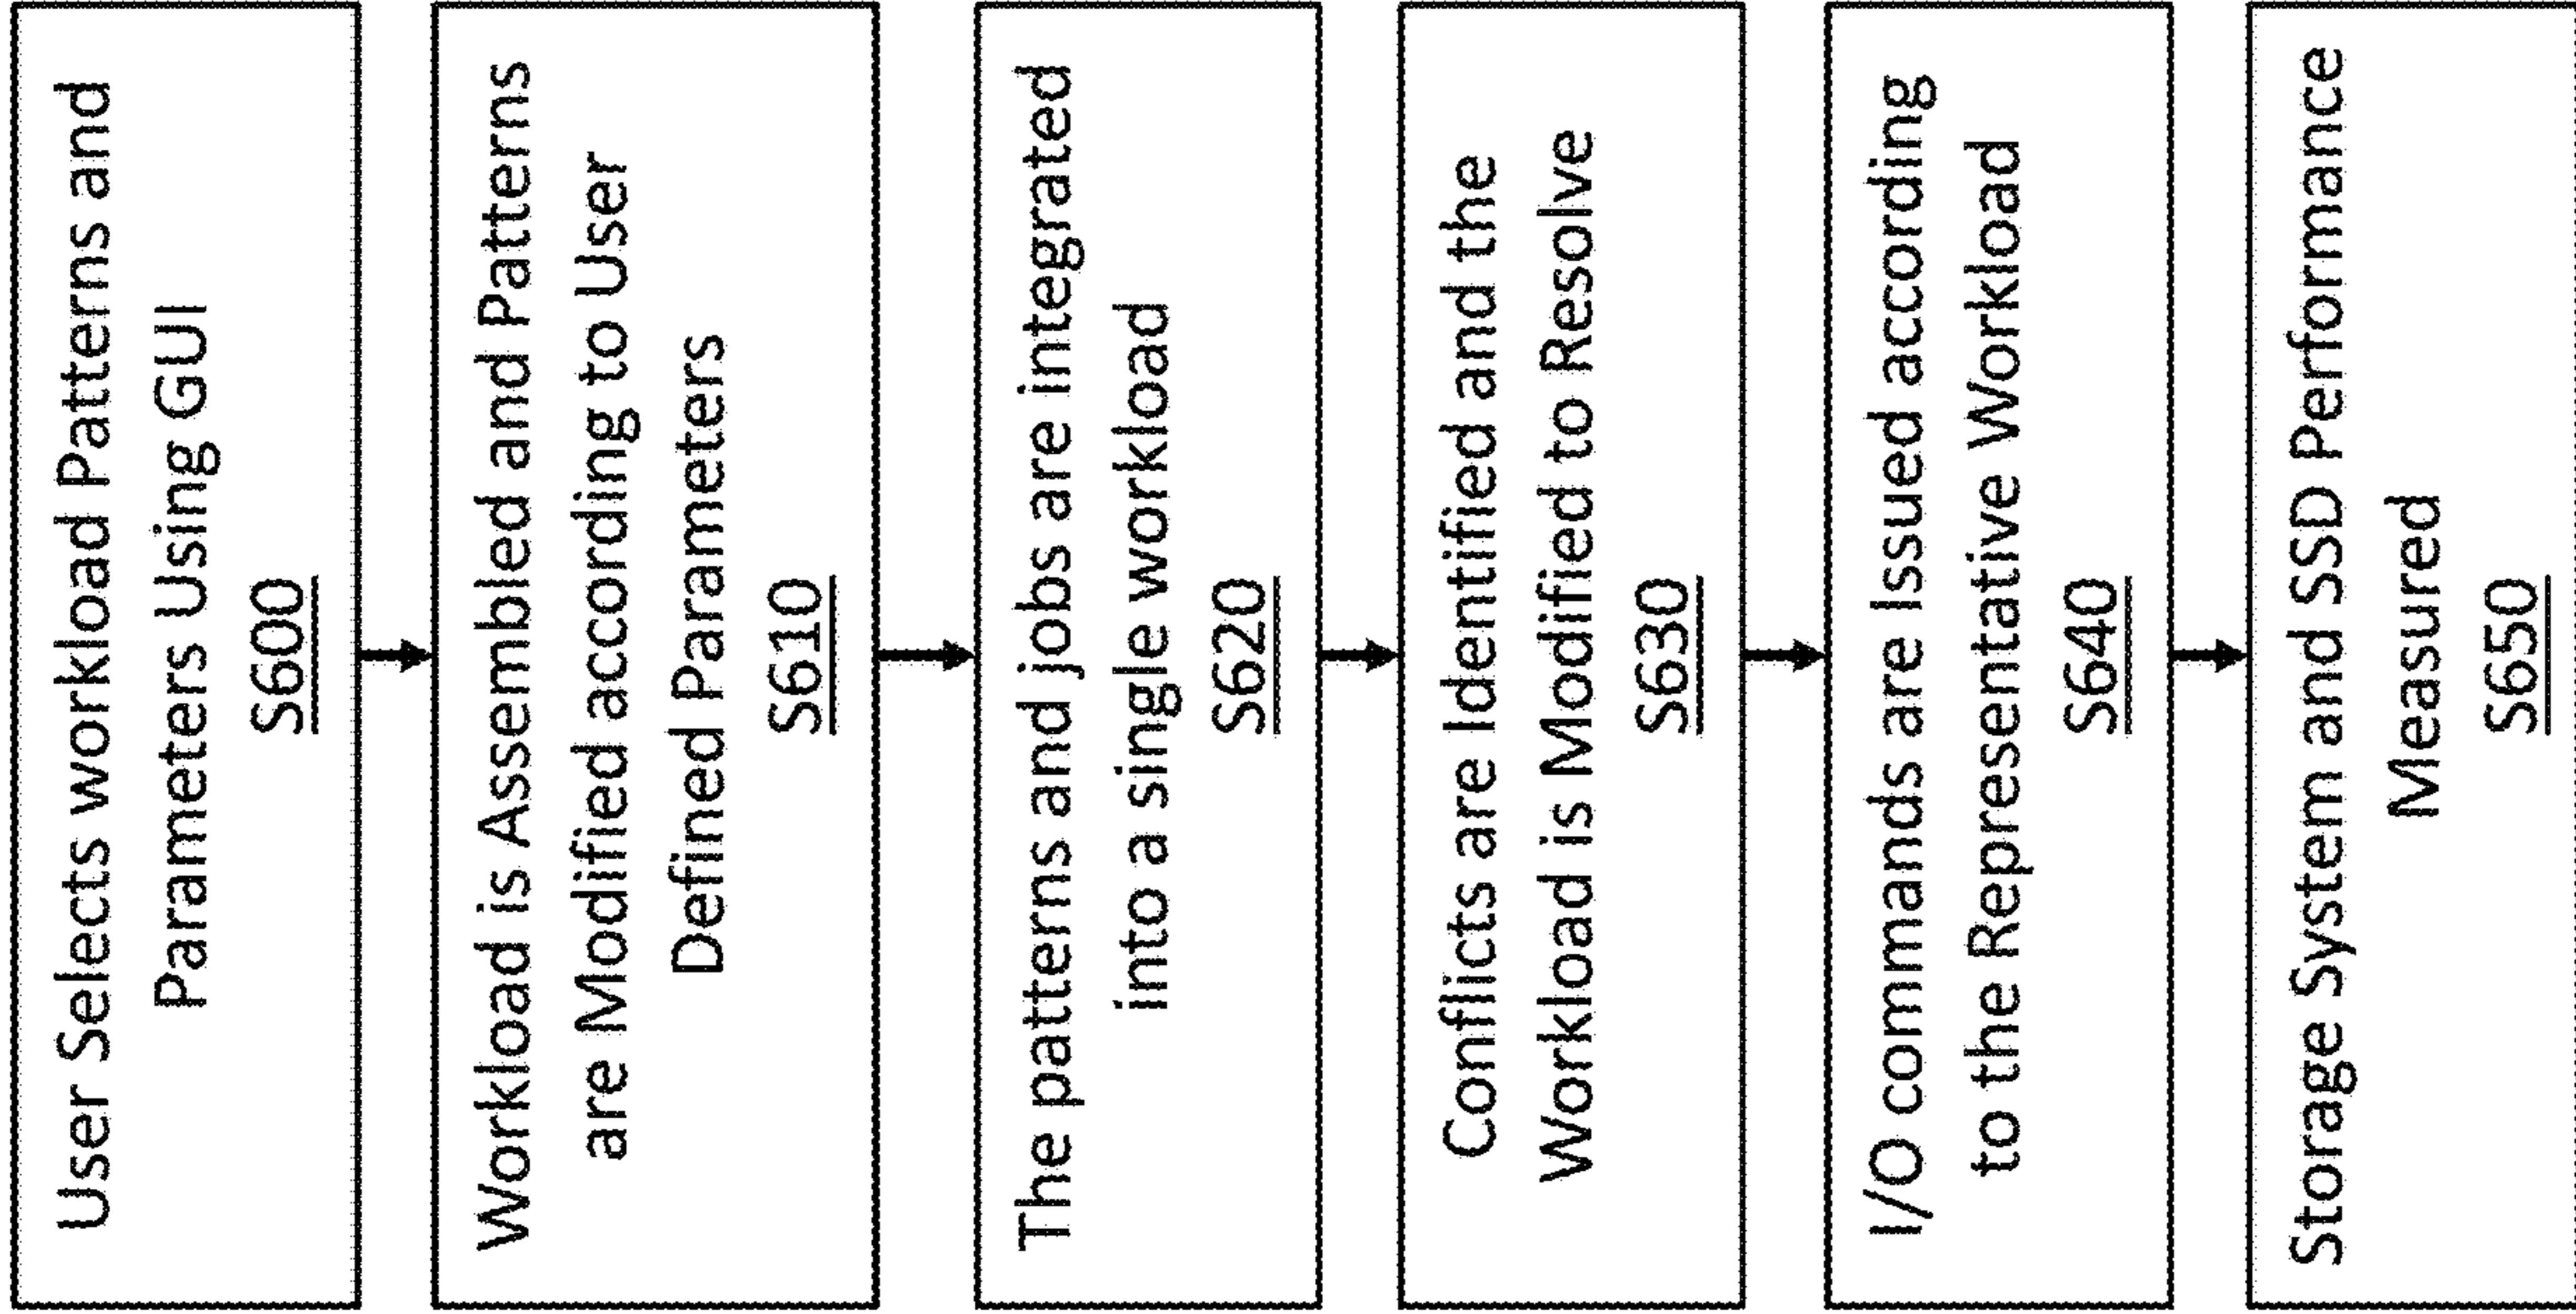 User Selects workload Patterns and
Parameters Using GUI
S600
Workload is Assembled and Patterns
are Modified according to User
Defined Parameters
S610
The patterns and jobs are integrated
into a single workload
S620
Conflicts are Identified and the
Workload is Modified to Resolve
S630
I/O commands are Issued according
to the Representative Workload
S640
Storage System and SSD Performance
Measured
S650